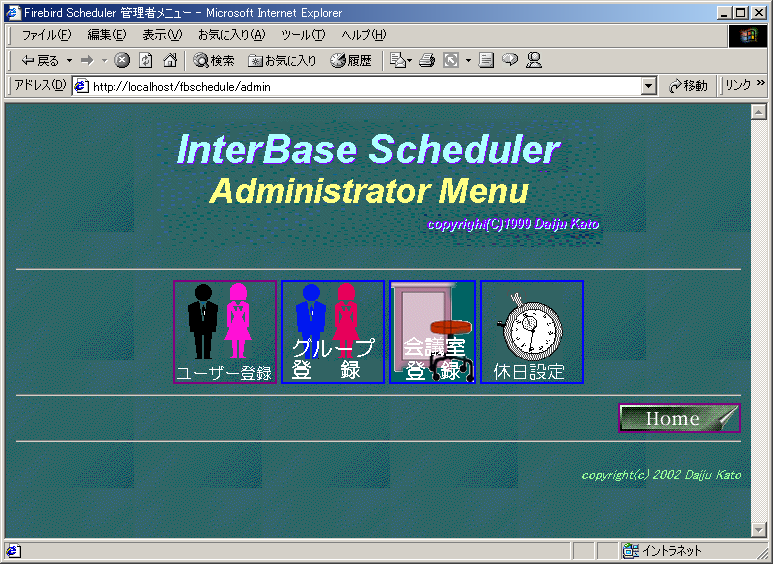 Firebird Scheduler 管理者メニュー - Microsoft Internet Explorer
ファイル(F) 編集(E) 表示(V) お気に入り(A) ツール(T) ヘルプ(H)
戻る 検索 お気に入り 履歴
アドレス(D) http://localhost/fbschedule/admin 移動 リンク »
InterBase Scheduler
Administrator Menu
copyright(C)1999 Daiju Kato
ユーザー登録
グループ
登 録
会議室
登 録
休日設定
Home
copyright(c) 2002 Daiju Kato
イントラネット